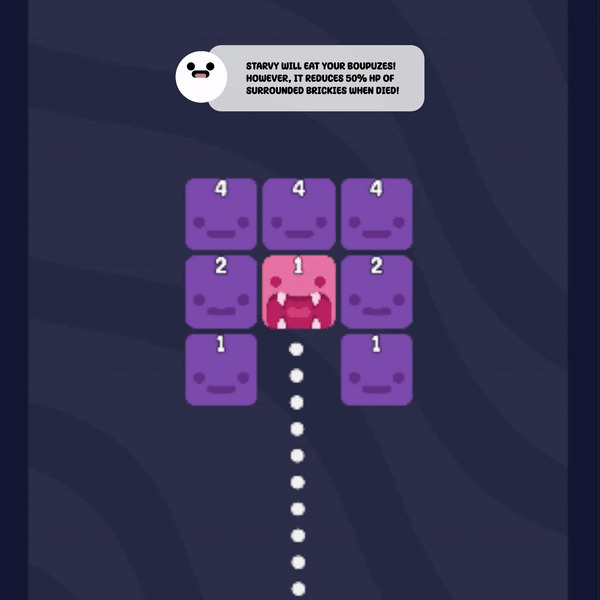 STARVY WILL EAT YOUR BOUPUZES!
HOWEVER, IT REDUCES 50% HP OF
SURROUNDED BRICKIES WHEN DIED!
4 4 4
2 1 2
1 1